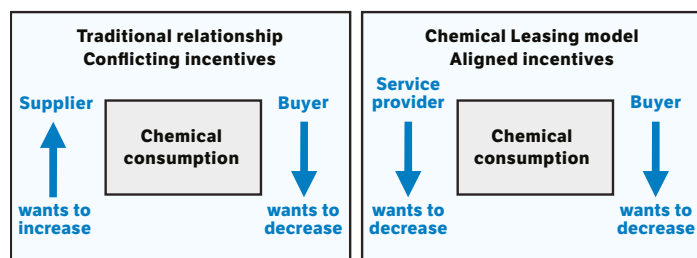 Traditional relationship
Conflicting incentives
Supplier
Buyer
Chemical
consumption
wants to
increase
wants to
decrease
Chemical Leasing model
Aligned incentives
Service
provider
Buyer
Chemical
consumption
wants to
decrease
wants to
decrease